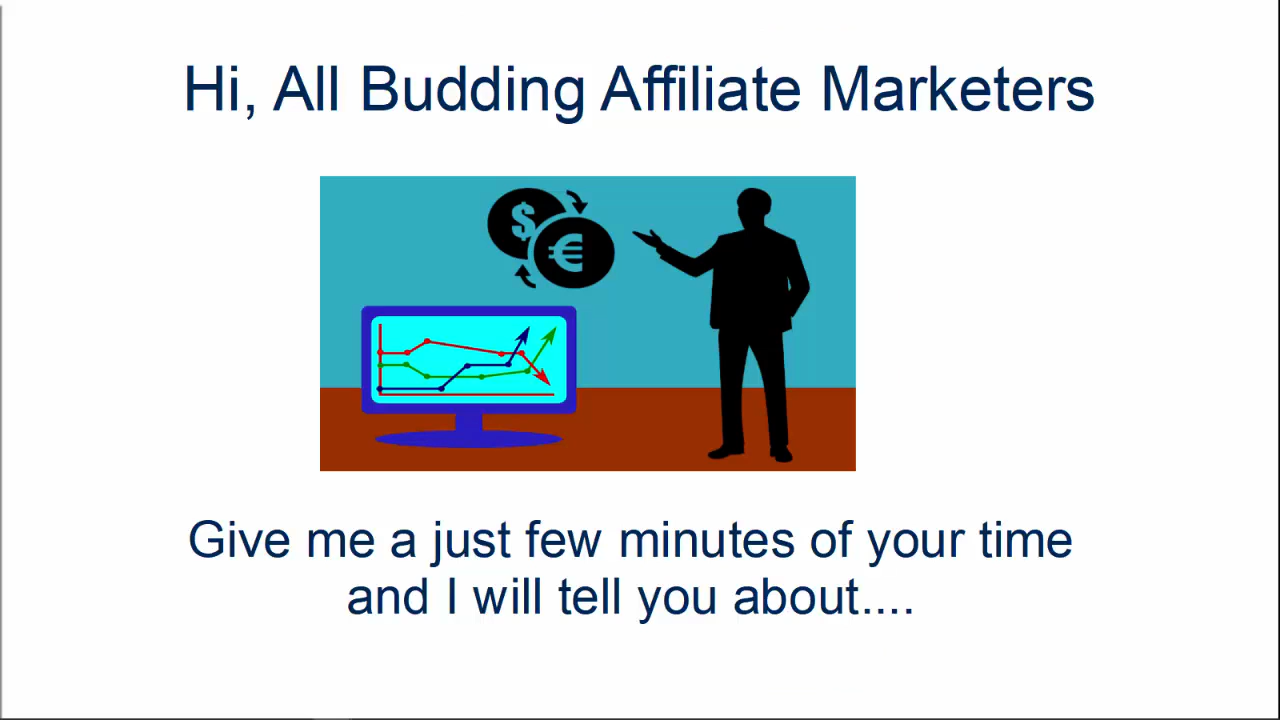 Hi, All Budding Affiliate Marketers
$
€
Give me a just few minutes of your time
and I will tell you about....